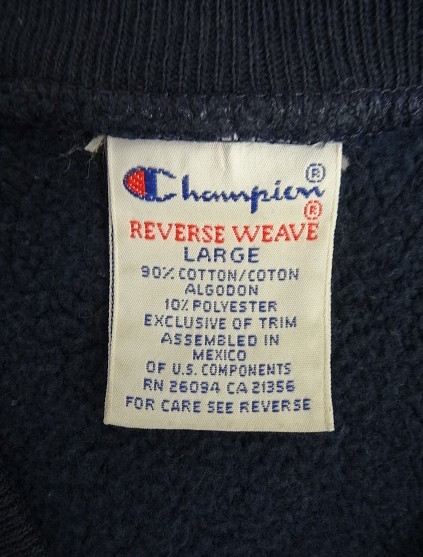 Champion®
REVERSE WEAVE®
LARGE
90% COTTON/COTON
ALGODON
10% POLYESTER
EXCLUSIVE OF TRIM
ASSEMBLED IN
MEXICO
OF U.S. COMPONENTS
RN 26094 CA 21356
FOR CARE SEE REVERSE